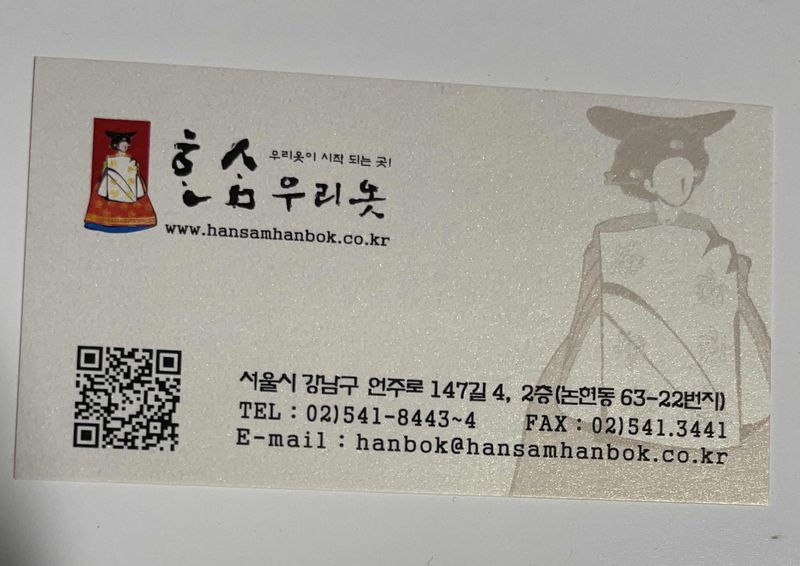 우리옷이 시작 되는 곳!
한삼 우리옷
www.hansamhanbok.co.kr
서울시 강남구 언주로 147길 4, 2층(논현동 63-22번지)
TEL : 02)541-8443~4 FAX : 02)541.3441
E-mail : hanbok@hansamhanbok.co.kr